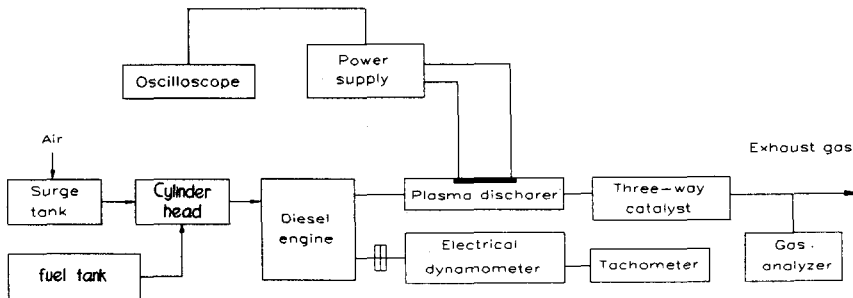 Power
supply
Oscilloscope
Air
Exhaust gas
Surge
tank
Cylinder
head
Diesel
engine
Plasma discharer
Three-way
catalyst
fuel tank
Electrical
dynamometer
Tachometer
Gas.
analyzer